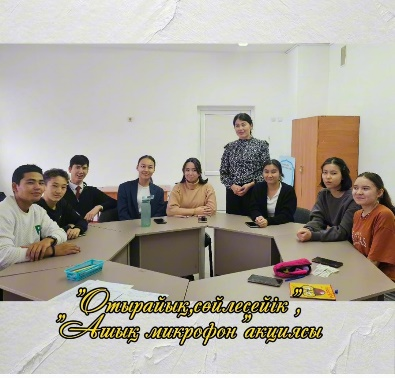 "Отырайық,сөйлесейік",
"Ашық микрофон"акциясы